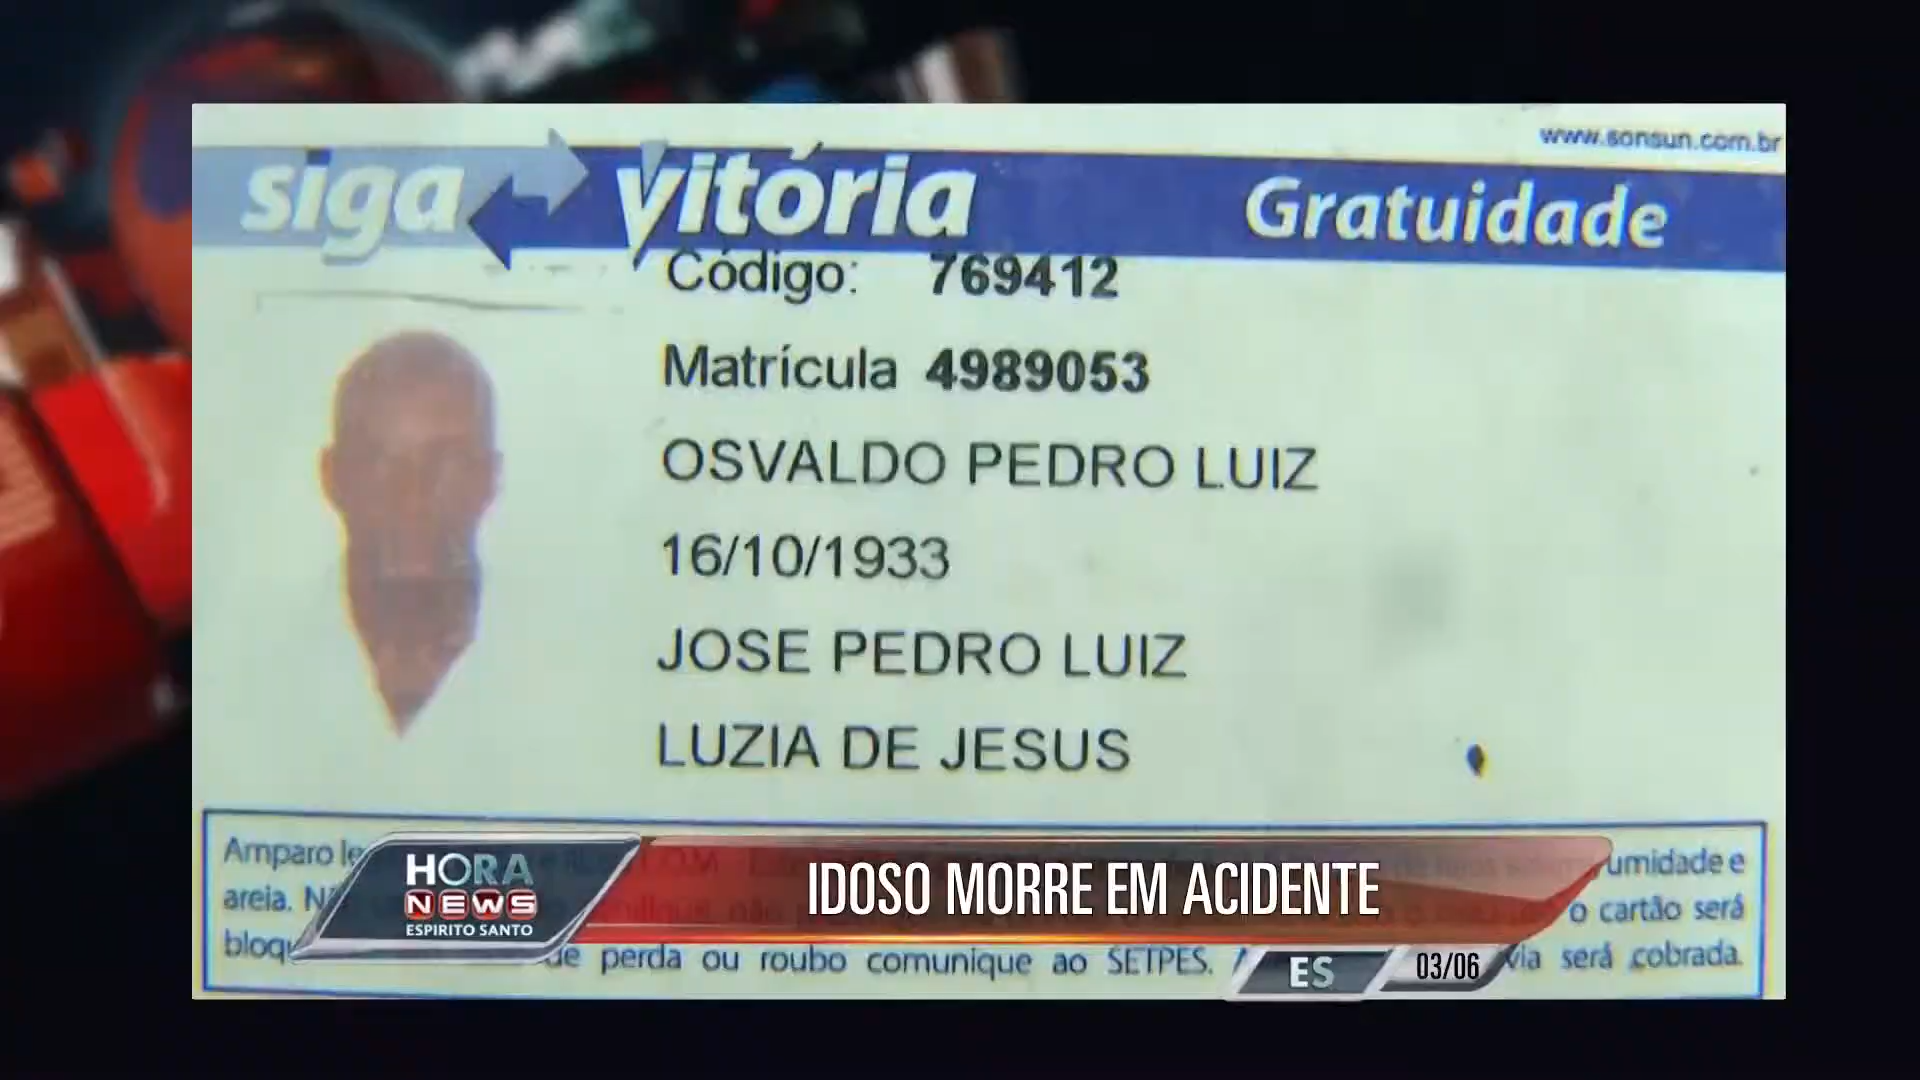 www.sonsun.com.br
siga vitória Gratuidade
Código: 769412
Matrícula 4989053
OSVALDO PEDRO LUIZ
16/10/1933
JOSE PEDRO LUIZ
LUZIA DE JESUS
Amparo umidade e
areia. o cartão será
perda ou roubo comunique ao SETPES. via será cobrada.
HORA
NEWS
ESPIRITO SANTO
IDOSO MORRE EM ACIDENTE
ES 03/06